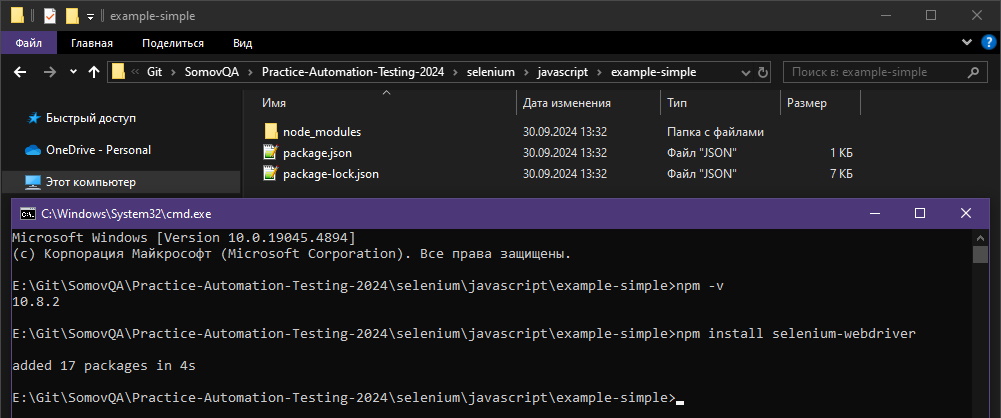 example-simple
Файл Главная Поделиться Вид
Git SomovQA Practice-Automation-Testing-2024 selenium javascript example-simple Поиск в: example-simple
Имя Дата изменения Тип Размер
Быстрый доступ
OneDrive - Personal
Этот компьютер
node_modules 30.09.2024 13:32 Папка с файлами
package.json 30.09.2024 13:32 Файл "JSON" 1 КБ
package-lock.json 30.09.2024 13:32 Файл "JSON" 7 КБ
C:\Windows\System32\cmd.exe
Microsoft Windows [Version 10.0.19045.4894]
(c) Корпорация Майкрософт (Microsoft Corporation). Все права защищены.
E:\Git\SomovQA\Practice-Automation-Testing-2024\selenium\javascript\example-simple>npm -v
10.8.2
E:\Git\SomovQA\Practice-Automation-Testing-2024\selenium\javascript\example-simple>npm install selenium-webdriver
added 17 packages in 4s
E:\Git\SomovQA\Practice-Automation-Testing-2024\selenium\javascript\example-simple>